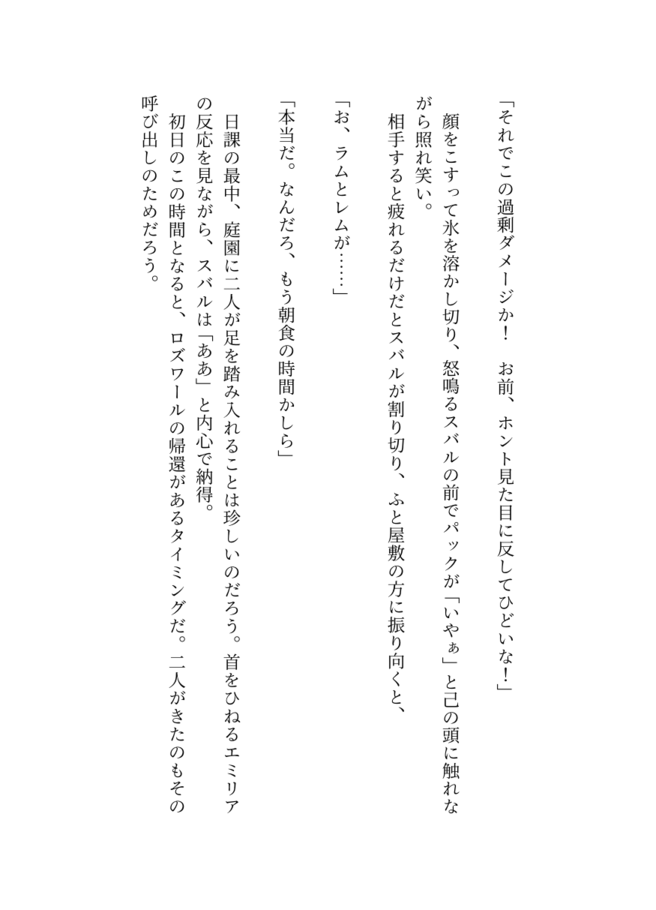 「それでこの過剰ダメージか！　お前、ホント見た目に反してひどいな！」
　顔をこすって氷を溶かし切り、怒鳴るスバルの前でパックが「いやぁ」と己の頭に触れな
がら照れ笑い。
　相手すると疲れるだけだとスバルが割り切り、ふと屋敷の方に振り向くと、
「お、ラムとレムが……」
「本当だ。なんだろ、もう朝食の時間かしら」
　日課の最中、庭園に二人が足を踏み入れることは珍しいのだろう。首をひねるエミリア
の反応を見ながら、スバルは「ああ」と内心で納得。
　初日のこの時間となると、ロズワールの帰還があるタイミングだ。二人がきたのもその
呼び出しのためだろう。